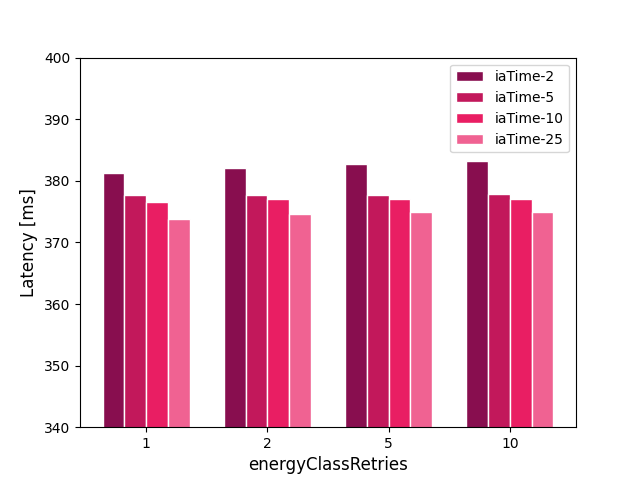 400
390
380
370
360
350
340
Latency [ms]
iaTime-2
iaTime-5
iaTime-10
iaTime-25
1 2 5 10
energyClassRetries